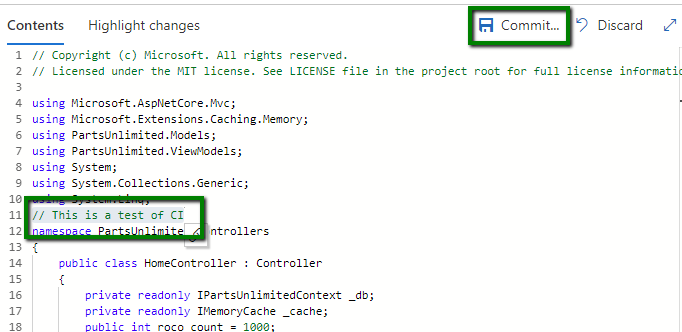 Contents Highlight changes Commit... Discard
1 // Copyright (c) Microsoft. All rights reserved.
2 // Licensed under the MIT license. See LICENSE file in the project root for full license informatio
3
4 using Microsoft.AspNetCore.Mvc;
5 using Microsoft.Extensions.Caching.Memory;
6 using PartsUnlimited.Models;
7 using PartsUnlimited.ViewModels;
8 using System;
9 using System.Collections.Generic;
10 using System.Linq;
11 // This is a test of CI
12 namespace PartsUnlimite ntrollers
13 {
14 public class HomeController : Controller
15 {
16 private readonly IPartsUnlimitedContext _db;
17 private readonly IMemoryCache _cache;
18 public int roco_count = 1000;